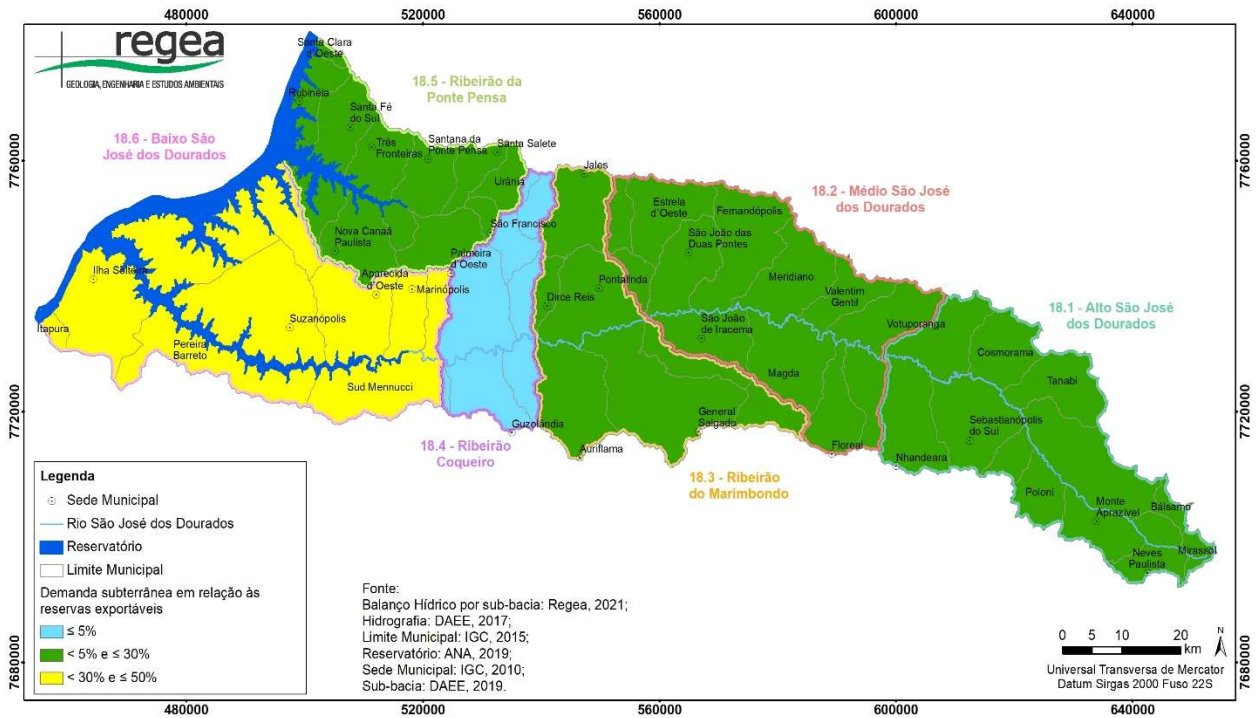 480000
520000
560000
600000
640000
regea
GEOLOGIA, ENGENHARIA E ESTUDOS AMBIENTAIS
7760000
7720000
7680000
7760000
7720000
7680000
18.5 - Ribeirão da
Ponte Pensa
18.6 - Baixo São
José dos Dourados
18.2 - Médio São José
dos Dourados
18.1 - Alto São José
dos Dourados
18.4 - Ribeirão
Coqueiro
18.3 - Ribeirão
do Marimbondo
Santa Clara
d´Oeste
Rubinéia
Santa Fé
do Sul
Três
Fronteiras
Santana da
Ponte Pensa
Santa Salete
Urânia
Jales
São Francisco
Nova Canaã
Paulista
Palmeira
d´Oeste
Aparecida
d´Oeste
Marinópolis
Ilha Solteira
Suzanópolis
Itapura
Pereira
Barreto
Sud Mennucci
Estrela
d´Oeste
Fernandópolis
São João das
Duas Pontes
Meridiano
Pontalinda
Dirce Reis
Valentim
Gentil
Votuporanga
São João
de Iracema
Magda
Cosmorama
Tanabi
General
Salgado
Guzolândia
Auriflama
Floreal
Sebastianópolis
do Sul
Nhandeara
Poloni
Monte
Aprazível
Bálsamo
Neves
Paulista
Mirassol
Legenda
Sede Municipal
Rio São José dos Dourados
Reservatório
Limite Municipal
Demanda subterrânea em relação às
reservas exportáveis
≤ 5%
< 5% e ≤ 30%
< 30% e ≤ 50%
Fonte:
Balanço Hídrico por sub-bacia: Regea, 2021;
Hidrografia: DAEE, 2017;
Limite Municipal: IGC, 2015;
Reservatório: ANA, 2019;
Sede Municipal: IGC, 2010;
Sub-bacia: DAEE, 2019.
0 5 10 20
km
N
Universal Transversa de Mercator
Datum Sirgas 2000 Fuso 22S
480000
520000
560000
600000
640000